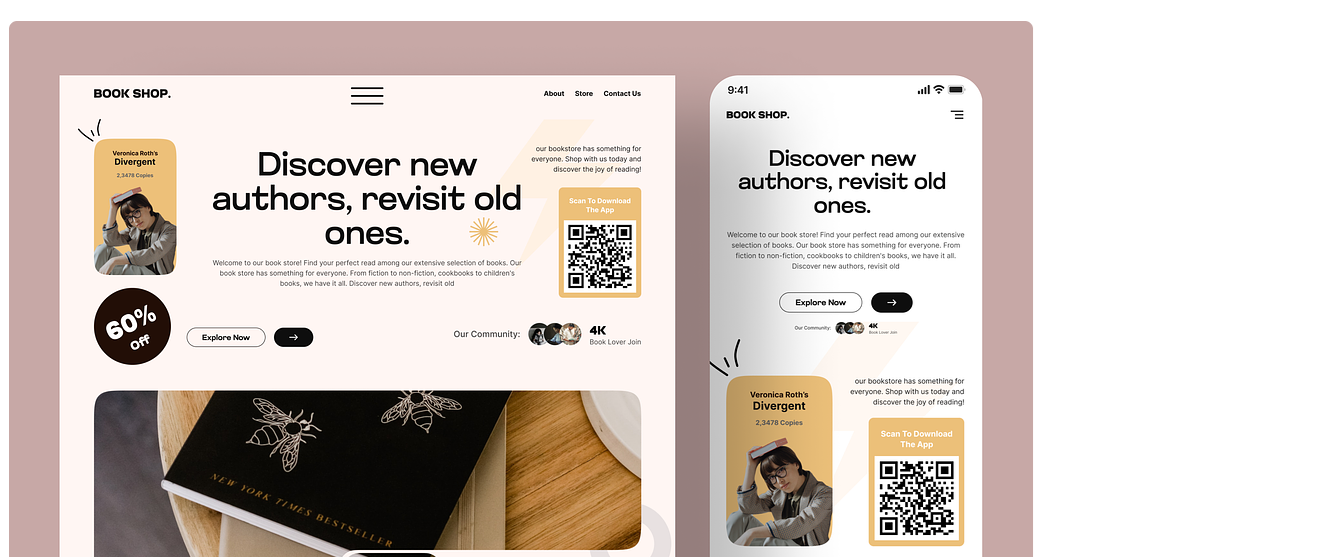 BOOK SHOP.
About Store Contact Us
Veronica Roth's
Divergent
2,3478 Copies
60%
Off
Discover new
authors, revisit old
ones.
Welcome to our book store! Find your perfect read among our extensive selection of books. Our
book store has something for everyone. From fiction to non-fiction, cookbooks to children's
books, we have it all. Discover new authors, revisit old
Explore Now
our bookstore has something for
everyone. Shop with us today and
discover the joy of reading!
Scan To Download
The App
Our Community:
4K
Book Lover Join
NEW YORK TIMES BESTSELLER
9:41
BOOK SHOP.
Discover new
authors, revisit old
ones.
Welcome to our book store! Find your perfect read among our extensive
selection of books. Our book store has something for everyone. From
fiction to non-fiction, cookbooks to children's books, we have it all.
Discover new authors, revisit old
Explore Now
Our Community:
4K
Book Lover Join
Veronica Roth's
Divergent
2,3478 Copies
our bookstore has something for
everyone. Shop with us today and
discover the joy of reading!
Scan To Download
The App